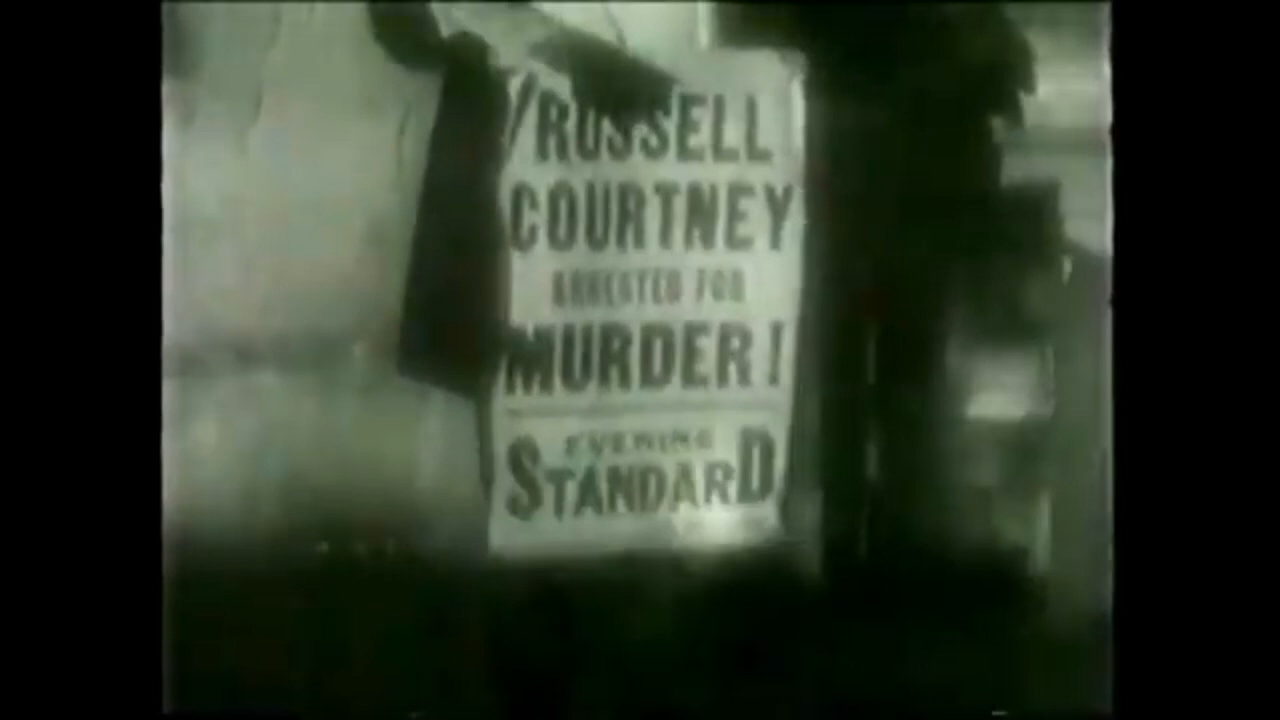 RUSSELL
COURTNEY
ARRESTED FOR
MURDER!
EVENING
STANDARD